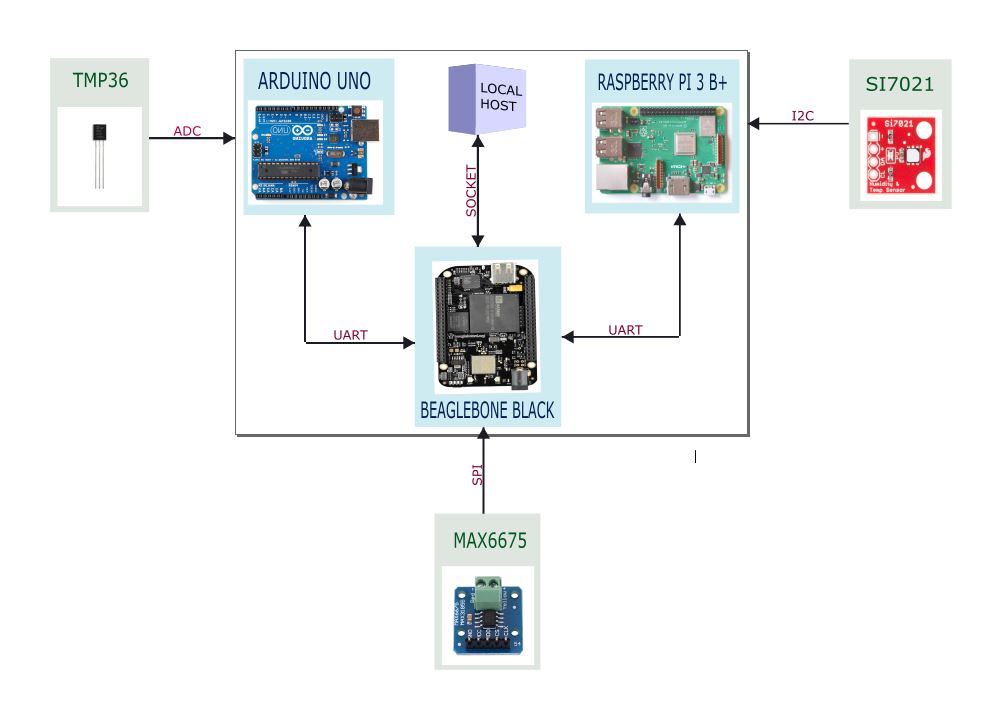 TMP36
ADC
ARDUINO UNO
UNO
LOCAL
HOST
RASPBERRY PI 3 B+
I2C
SI7021
Si7021
Humidity &
Temp Sensor
SOCKET
UART
UART
BEAGLEBONE BLACK
SPI
MAX6675